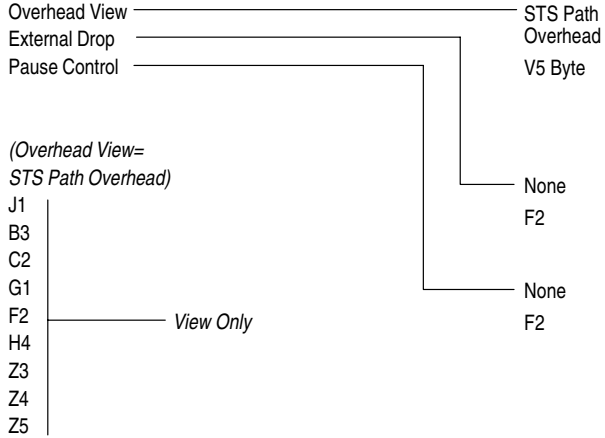 Overhead View
External Drop
Pause Control
STS Path
Overhead
V5 Byte
(Overhead View=
STS Path Overhead)
J1
B3
C2
G1
F2
H4
Z3
Z4
Z5
View Only
None
F2
None
F2